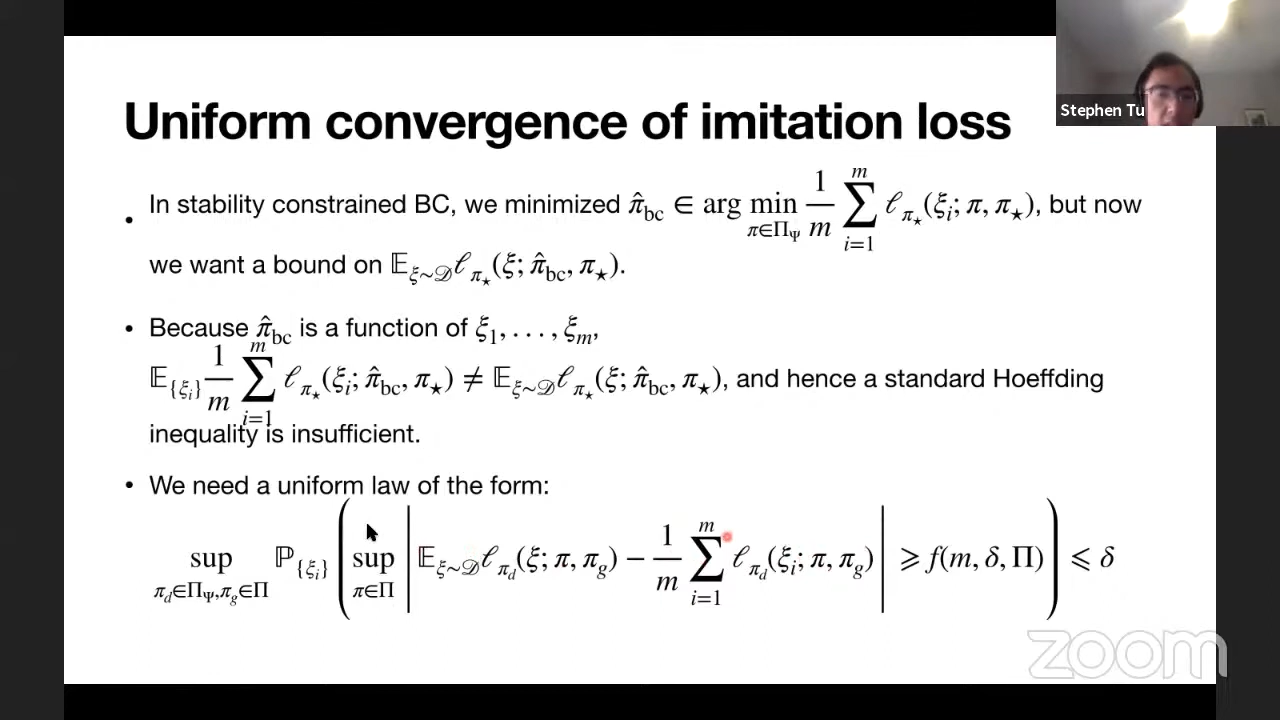 Uniform convergence of imitation loss
Stephen Tu
• In stability constrained BC, we minimized π̂_bc ∈ arg min_{π∈Π_Ψ} 1/m ∑_{i=1}^{m} ℓ_{π⋆}(ξ_i; π, π⋆), but now
we want a bound on 𝔼_{ξ∼𝒟} ℓ_{π⋆}(ξ; π̂_bc, π⋆).
• Because π̂_bc is a function of ξ_1, . . . , ξ_m,
𝔼_{{ξ_i}} 1/m ∑_{i=1}^{m} ℓ_{π⋆}(ξ_i; π̂_bc, π⋆) ≠ 𝔼_{ξ∼𝒟} ℓ_{π⋆}(ξ; π̂_bc, π⋆), and hence a standard Hoeffding
inequality is insufficient.
• We need a uniform law of the form:
sup_{π_d∈Π_Ψ, π_g∈Π} ℙ_{{ξ_i}} ( sup_{π∈Π} | 𝔼_{ξ∼𝒟} ℓ_{π_d}(ξ; π, π_g) − 1/m ∑_{i=1}^{m} ℓ_{π_d}(ξ_i; π, π_g) | ⩾ f(m, δ, Π) ) ⩽ δ
zoom